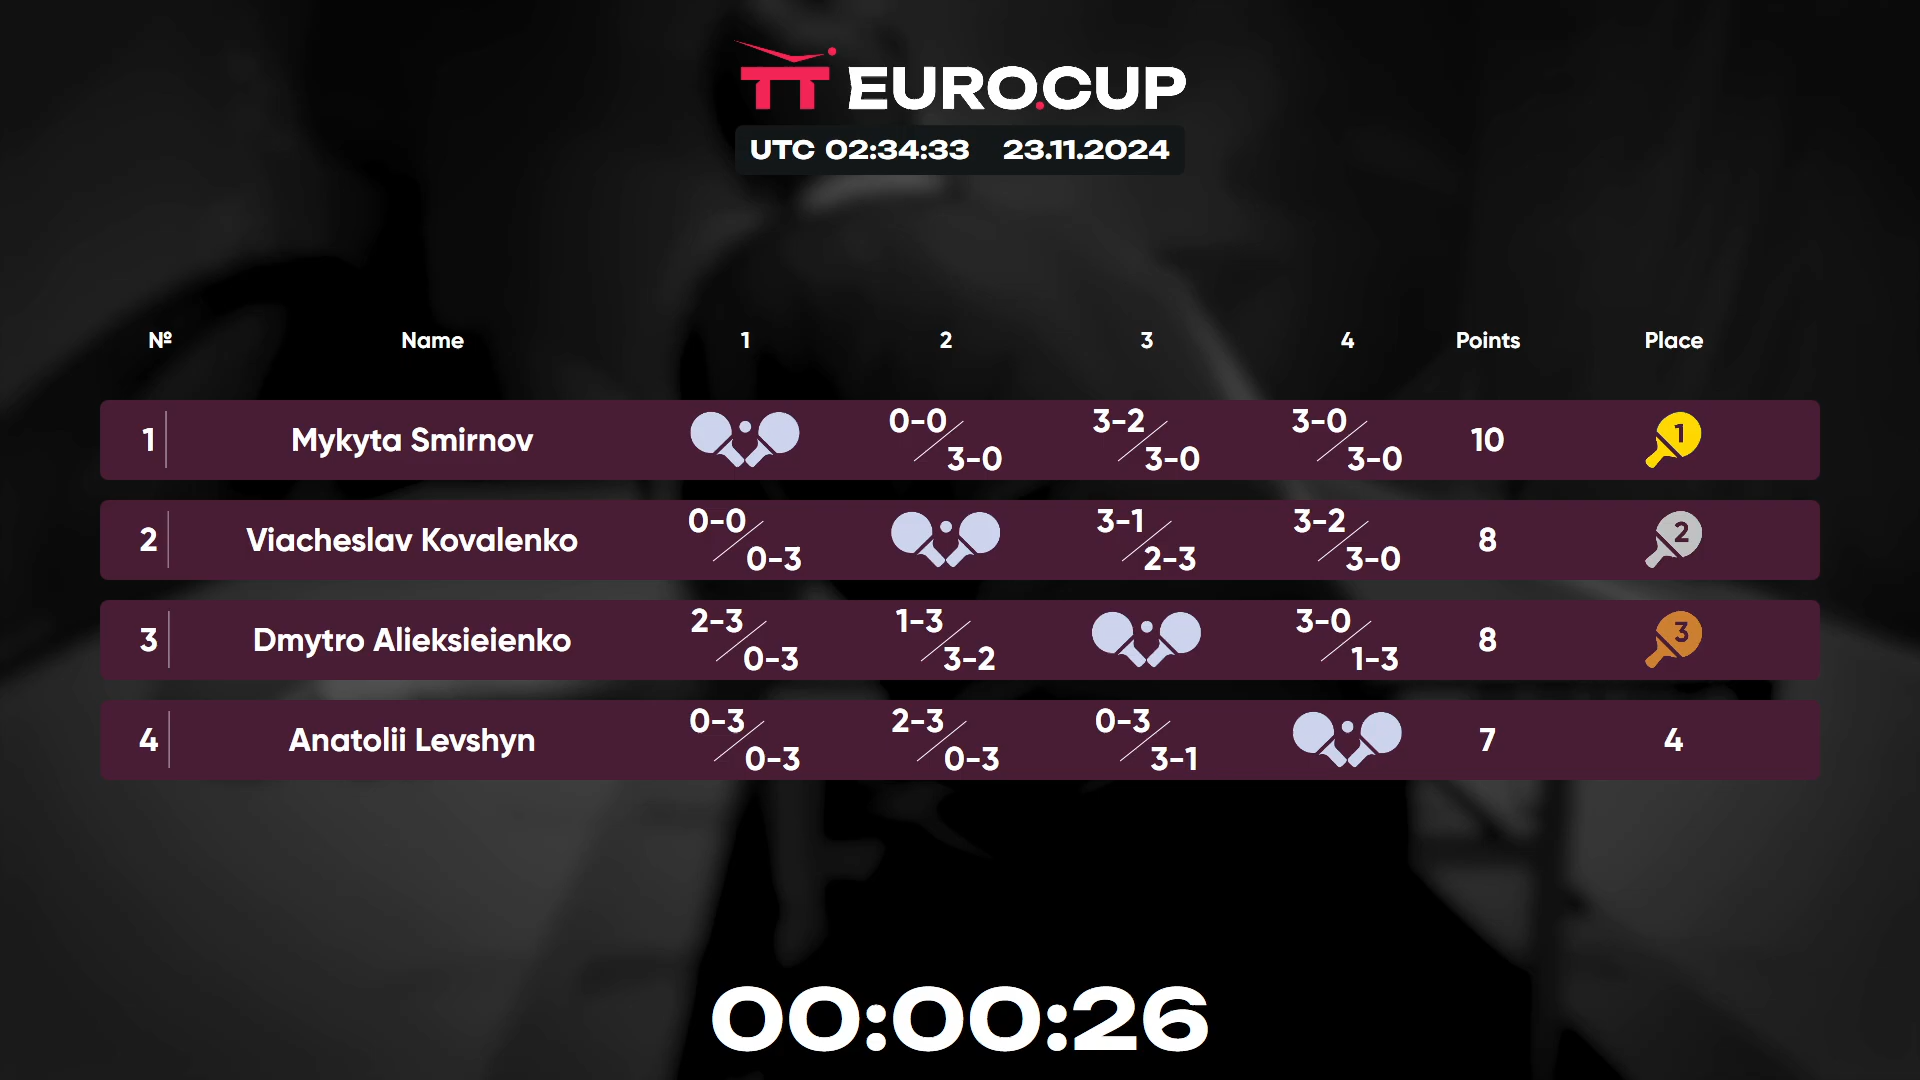 TT EURO.CUP
UTC 02:34:33 23.11.2024
№ Name 1 2 3 4 Points Place
1 Mykyta Smirnov 0-0 3-0 3-2 3-0 3-0 3-0 10 1
2 Viacheslav Kovalenko 0-0 0-3 3-1 2-3 3-2 3-0 8 2
3 Dmytro Alieksieienko 2-3 0-3 1-3 3-2 3-0 1-3 8 3
4 Anatolii Levshyn 0-3 0-3 2-3 0-3 0-3 3-1 7 4
00:00:26